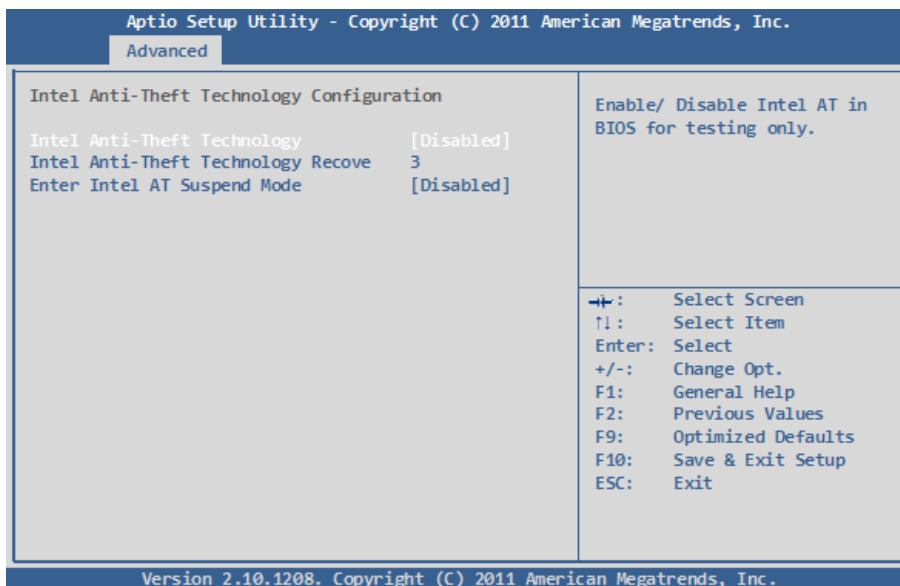 Aptio Setup Utility - Copyright (C) 2011 American Megatrends, Inc.
Advanced
Intel Anti-Theft Technology Configuration
Intel Anti-Theft Technology [Disabled]
Intel Anti-Theft Technology Recove 3
Enter Intel AT Suspend Mode [Disabled]
Enable/ Disable Intel AT in
BIOS for testing only.
→←: Select Screen
↑↓: Select Item
Enter: Select
+/-: Change Opt.
F1: General Help
F2: Previous Values
F9: Optimized Defaults
F10: Save & Exit Setup
ESC: Exit
Version 2.10.1208. Copyright (C) 2011 American Megatrends, Inc.